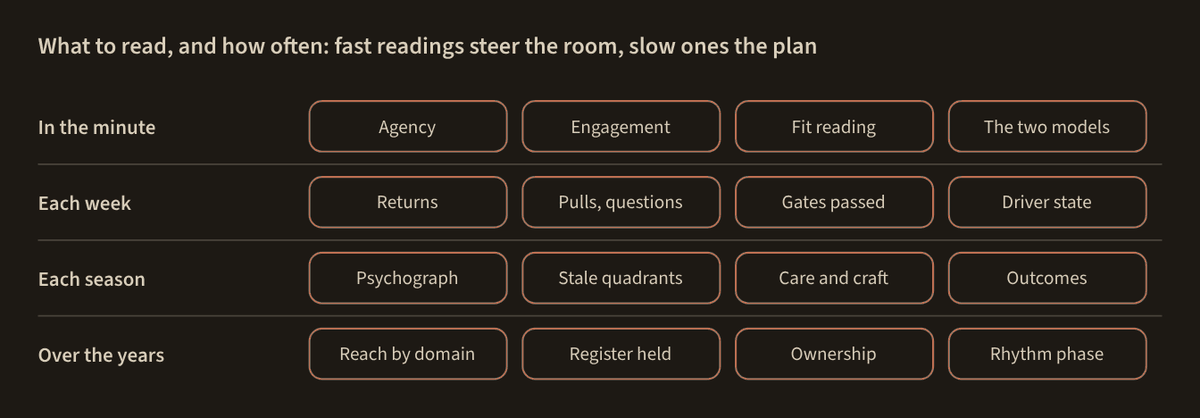 What to read, and how often: fast readings steer the room, slow ones the plan
In the minute
Agency
Engagement
Fit reading
The two models
Each week
Returns
Pulls, questions
Gates passed
Driver state
Each season
Psychograph
Stale quadrants
Care and craft
Outcomes
Over the years
Reach by domain
Register held
Ownership
Rhythm phase